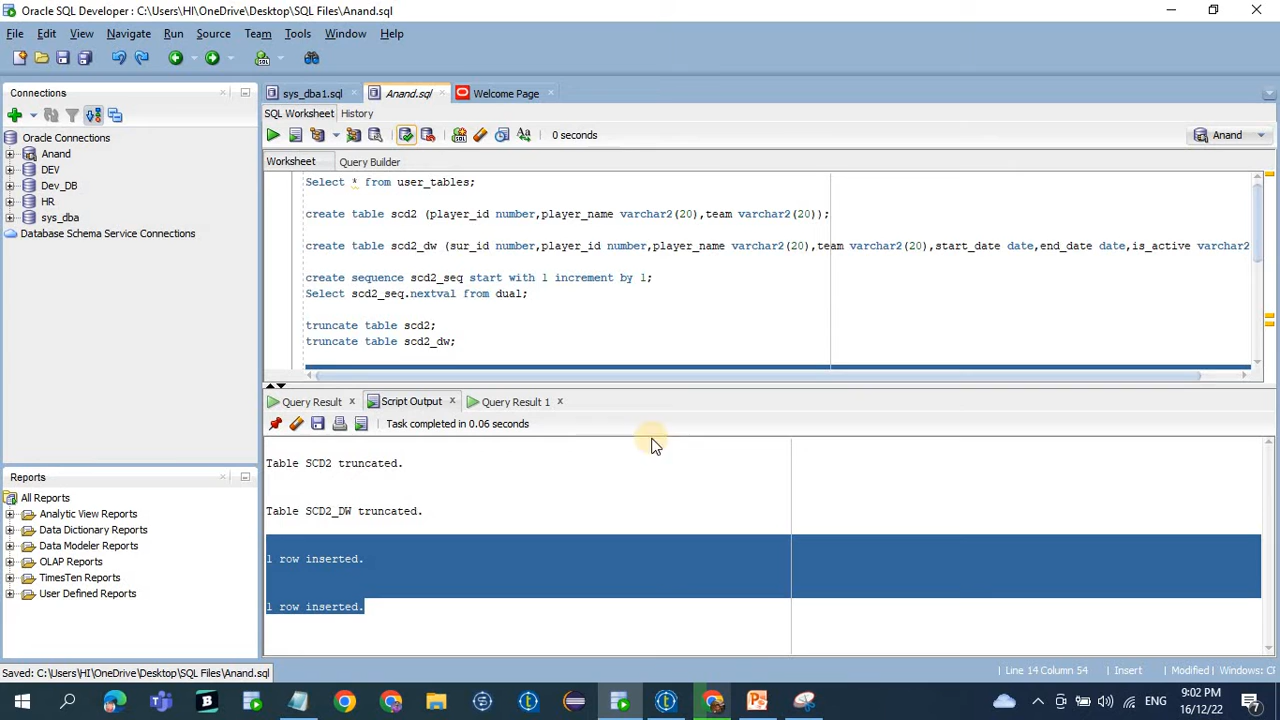 Oracle SQL Developer : C:\Users\HI\OneDrive\Desktop\SQL Files\Anand.sql
File Edit View Navigate Run Source Team Tools Window Help
Connections
Oracle Connections
Anand
DEV
Dev_DB
HR
sys_dba
Database Schema Service Connections
sys_dba1.sql Anand.sql Welcome Page
SQL Worksheet History
0 seconds Anand
Worksheet Query Builder
Select * from user_tables;
create table scd2 (player_id number,player_name varchar2(20),team varchar2(20));
create table scd2_dw (sur_id number,player_id number,player_name varchar2(20),team varchar2(20),start_date date,end_date date,is_active varchar2
create sequence scd2_seq start with 1 increment by 1;
Select scd2_seq.nextval from dual;
truncate table scd2;
truncate table scd2_dw;
Query Result Script Output Query Result 1
Task completed in 0.06 seconds
Table SCD2 truncated.
Table SCD2_DW truncated.
1 row inserted.
1 row inserted.
Reports
All Reports
Analytic View Reports
Data Dictionary Reports
Data Modeler Reports
OLAP Reports
TimesTen Reports
User Defined Reports
Saved: C:\Users\HI\OneDrive\Desktop\SQL Files\Anand.sql
Line 14 Column 54 Insert Modified Windows: C
ENG
9:02 PM
16/12/22
7